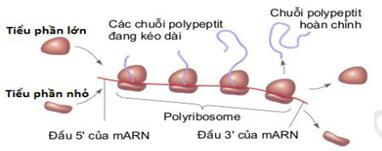 Tiểu phần lớn
Các chuỗi polypeptit
đang kéo dài
Chuỗi polypeptit
hoàn chỉnh
Tiểu phần nhỏ
Polyribosome
Đầu 5' của mARN
Đầu 3' của mARN